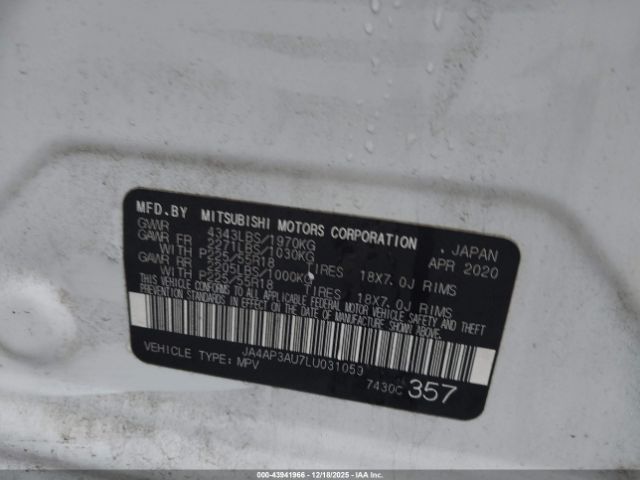 MFD.BY MITSUBISHI MOTORS CORPORATION . JAPAN
GVWR 4343LBS/1970KG APR 2020
GAWR FR 2271LBS/1030KG
WITH P225/55R18 TIRES 18X7.0J RIMS
GAWR RR 2205LBS/1000KG
WITH P225/55R18 TIRES 18X7.0J RIMS
THIS VEHICLE CONFORMS TO ALL APPLICABLE FEDERAL MOTOR VEHICLE SAFETY AND THEFT
PREVENTION STANDARDS IN EFFECT ON THE DATE OF MANUFACTURE SHOWN ABOVE.
JA4AP3AU7LU031053
VEHICLE TYPE: MPV 7430C 357
000-43941966 - 12/18/2025 - IAA Inc.